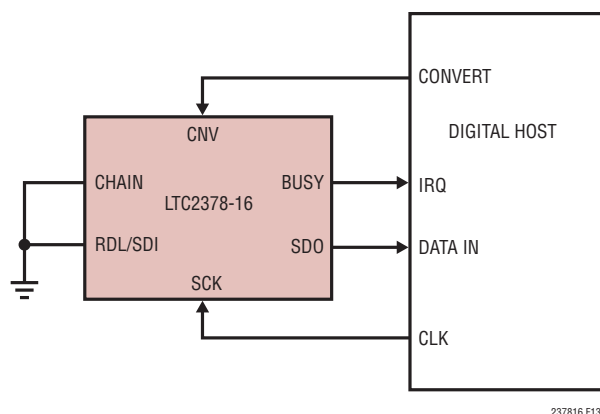 CONVERT
CNV
DIGITAL HOST
CHAIN
BUSY
IRQ
LTC2378-16
RDL/SDI
SDO
DATA IN
SCK
CLK
237816 F13